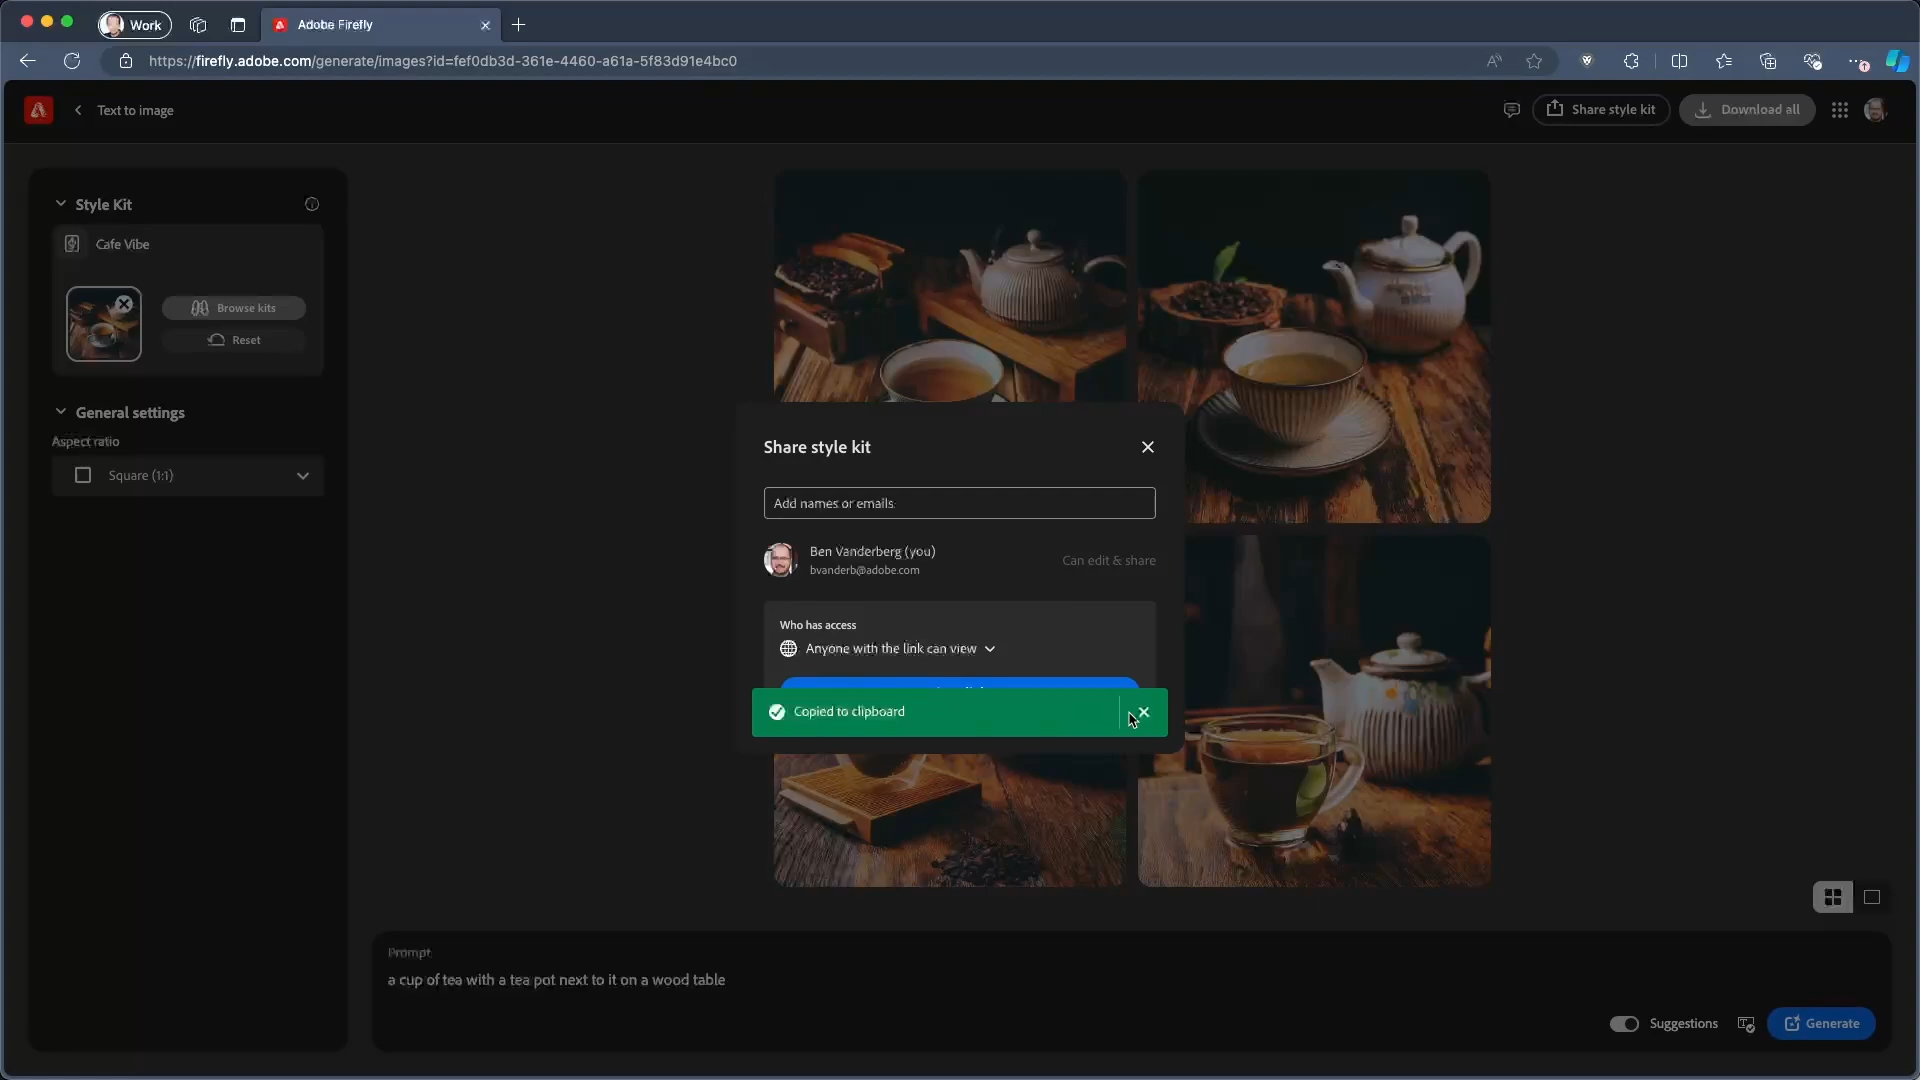 Work
Adobe Firefly
https://firefly.adobe.com/generate/images?id=fef0db3d-361e-4460-a61a-5f83d91e4bc0
Text to image
Share style kit
Download all
Style Kit
Cafe Vibe
Browse kits
Reset
General settings
Aspect ratio
Square (1:1)
Share style kit
Add names or emails
Ben Vanderberg (you)
bvanderb@adobe.com
Can edit & share
Who has access
Anyone with the link can view
Copied to clipboard
Prompt
a cup of tea with a tea pot next to it on a wood table
Suggestions
Generate